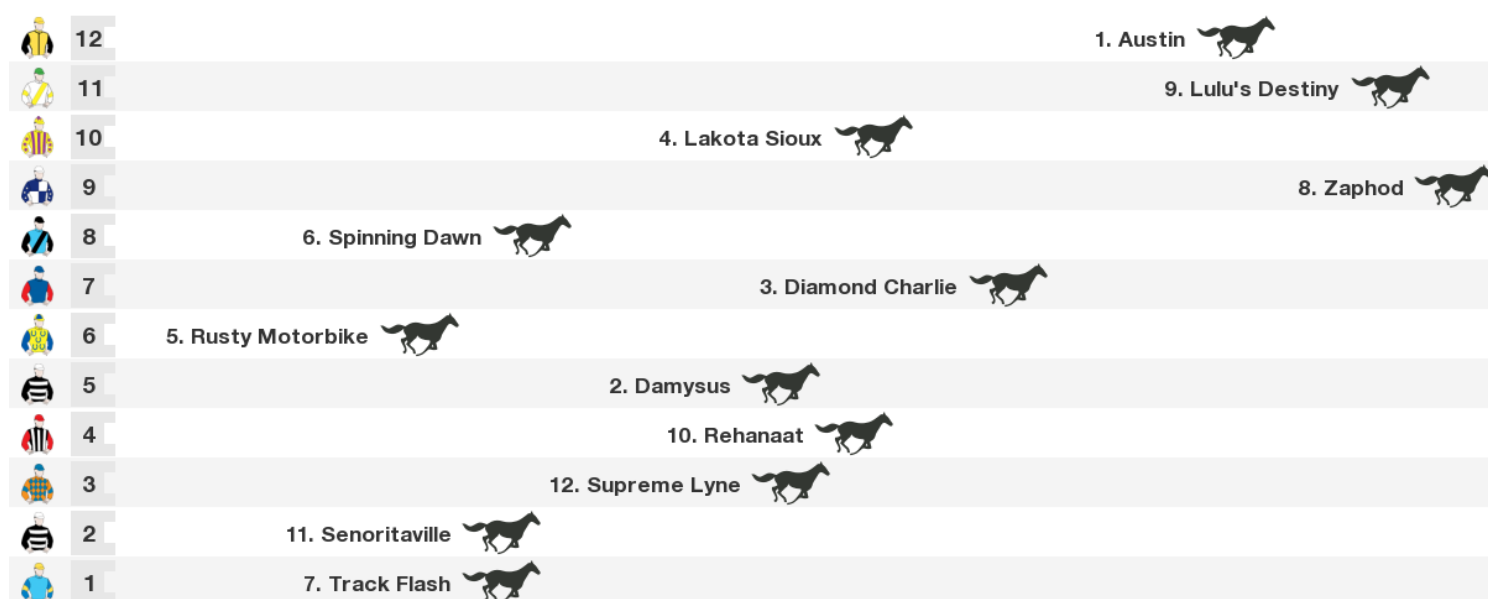 12 1. Austin
11 9. Lulu's Destiny
10 4. Lakota Sioux
9 8. Zaphod
8 6. Spinning Dawn
7 3. Diamond Charlie
6 5. Rusty Motorbike
5 2. Damysus
4 10. Rehanaat
3 12. Supreme Lyne
2 11. Senoritaville
1 7. Track Flash